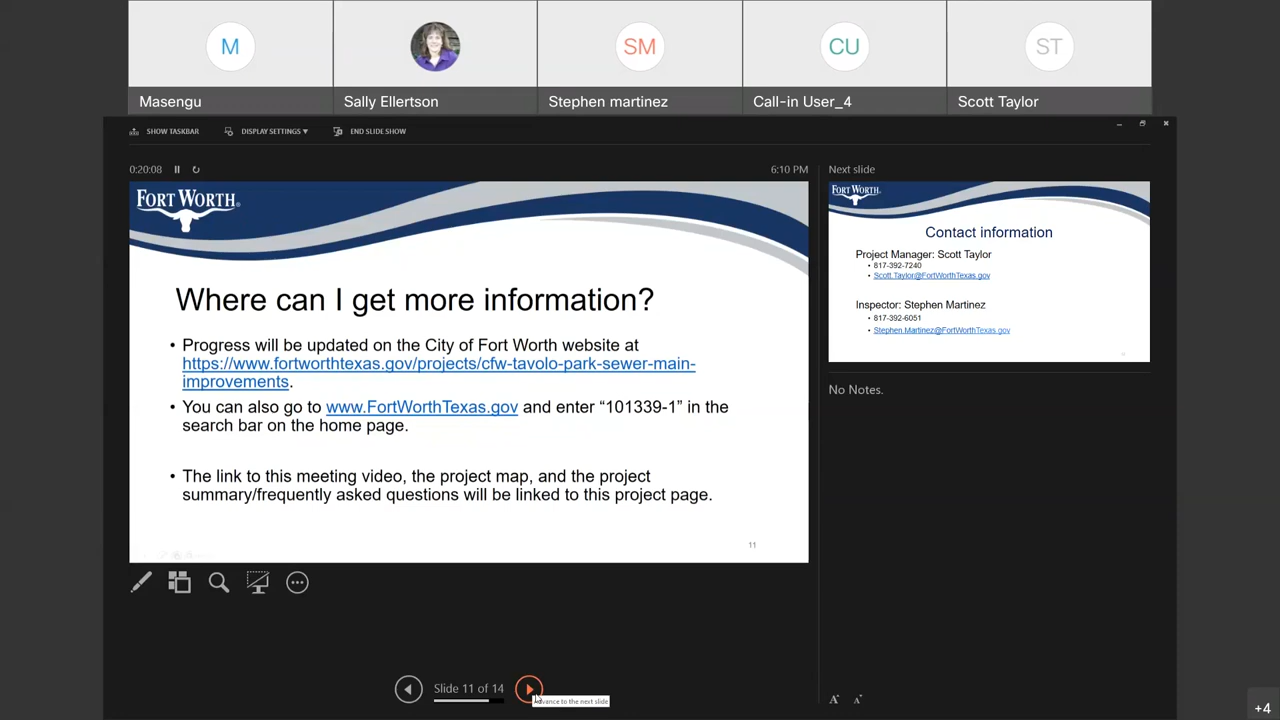 M
SM
CU
ST
Masengu
Sally Ellertson
Stephen martinez
Call-in User_4
Scott Taylor
SHOW TASKBAR
DISPLAY SETTINGS ▼
END SLIDE SHOW
0:20:08
6:10 PM
Next slide
FORT WORTH®
Where can I get more information?
• Progress will be updated on the City of Fort Worth website at
https://www.fortworthtexas.gov/projects/cfw-tavolo-park-sewer-main-
improvements.
• You can also go to www.FortWorthTexas.gov and enter “101339-1” in the
search bar on the home page.
• The link to this meeting video, the project map, and the project
summary/frequently asked questions will be linked to this project page.
11
FORT WORTH
Contact information
Project Manager: Scott Taylor
• 817-392-7240
• Scott.Taylor@FortWorthTexas.gov
Inspector: Stephen Martinez
• 817-392-6051
• Stephen.Martinez@FortWorthTexas.gov
No Notes.
Slide 11 of 14
Advance to the next slide
A A
+4